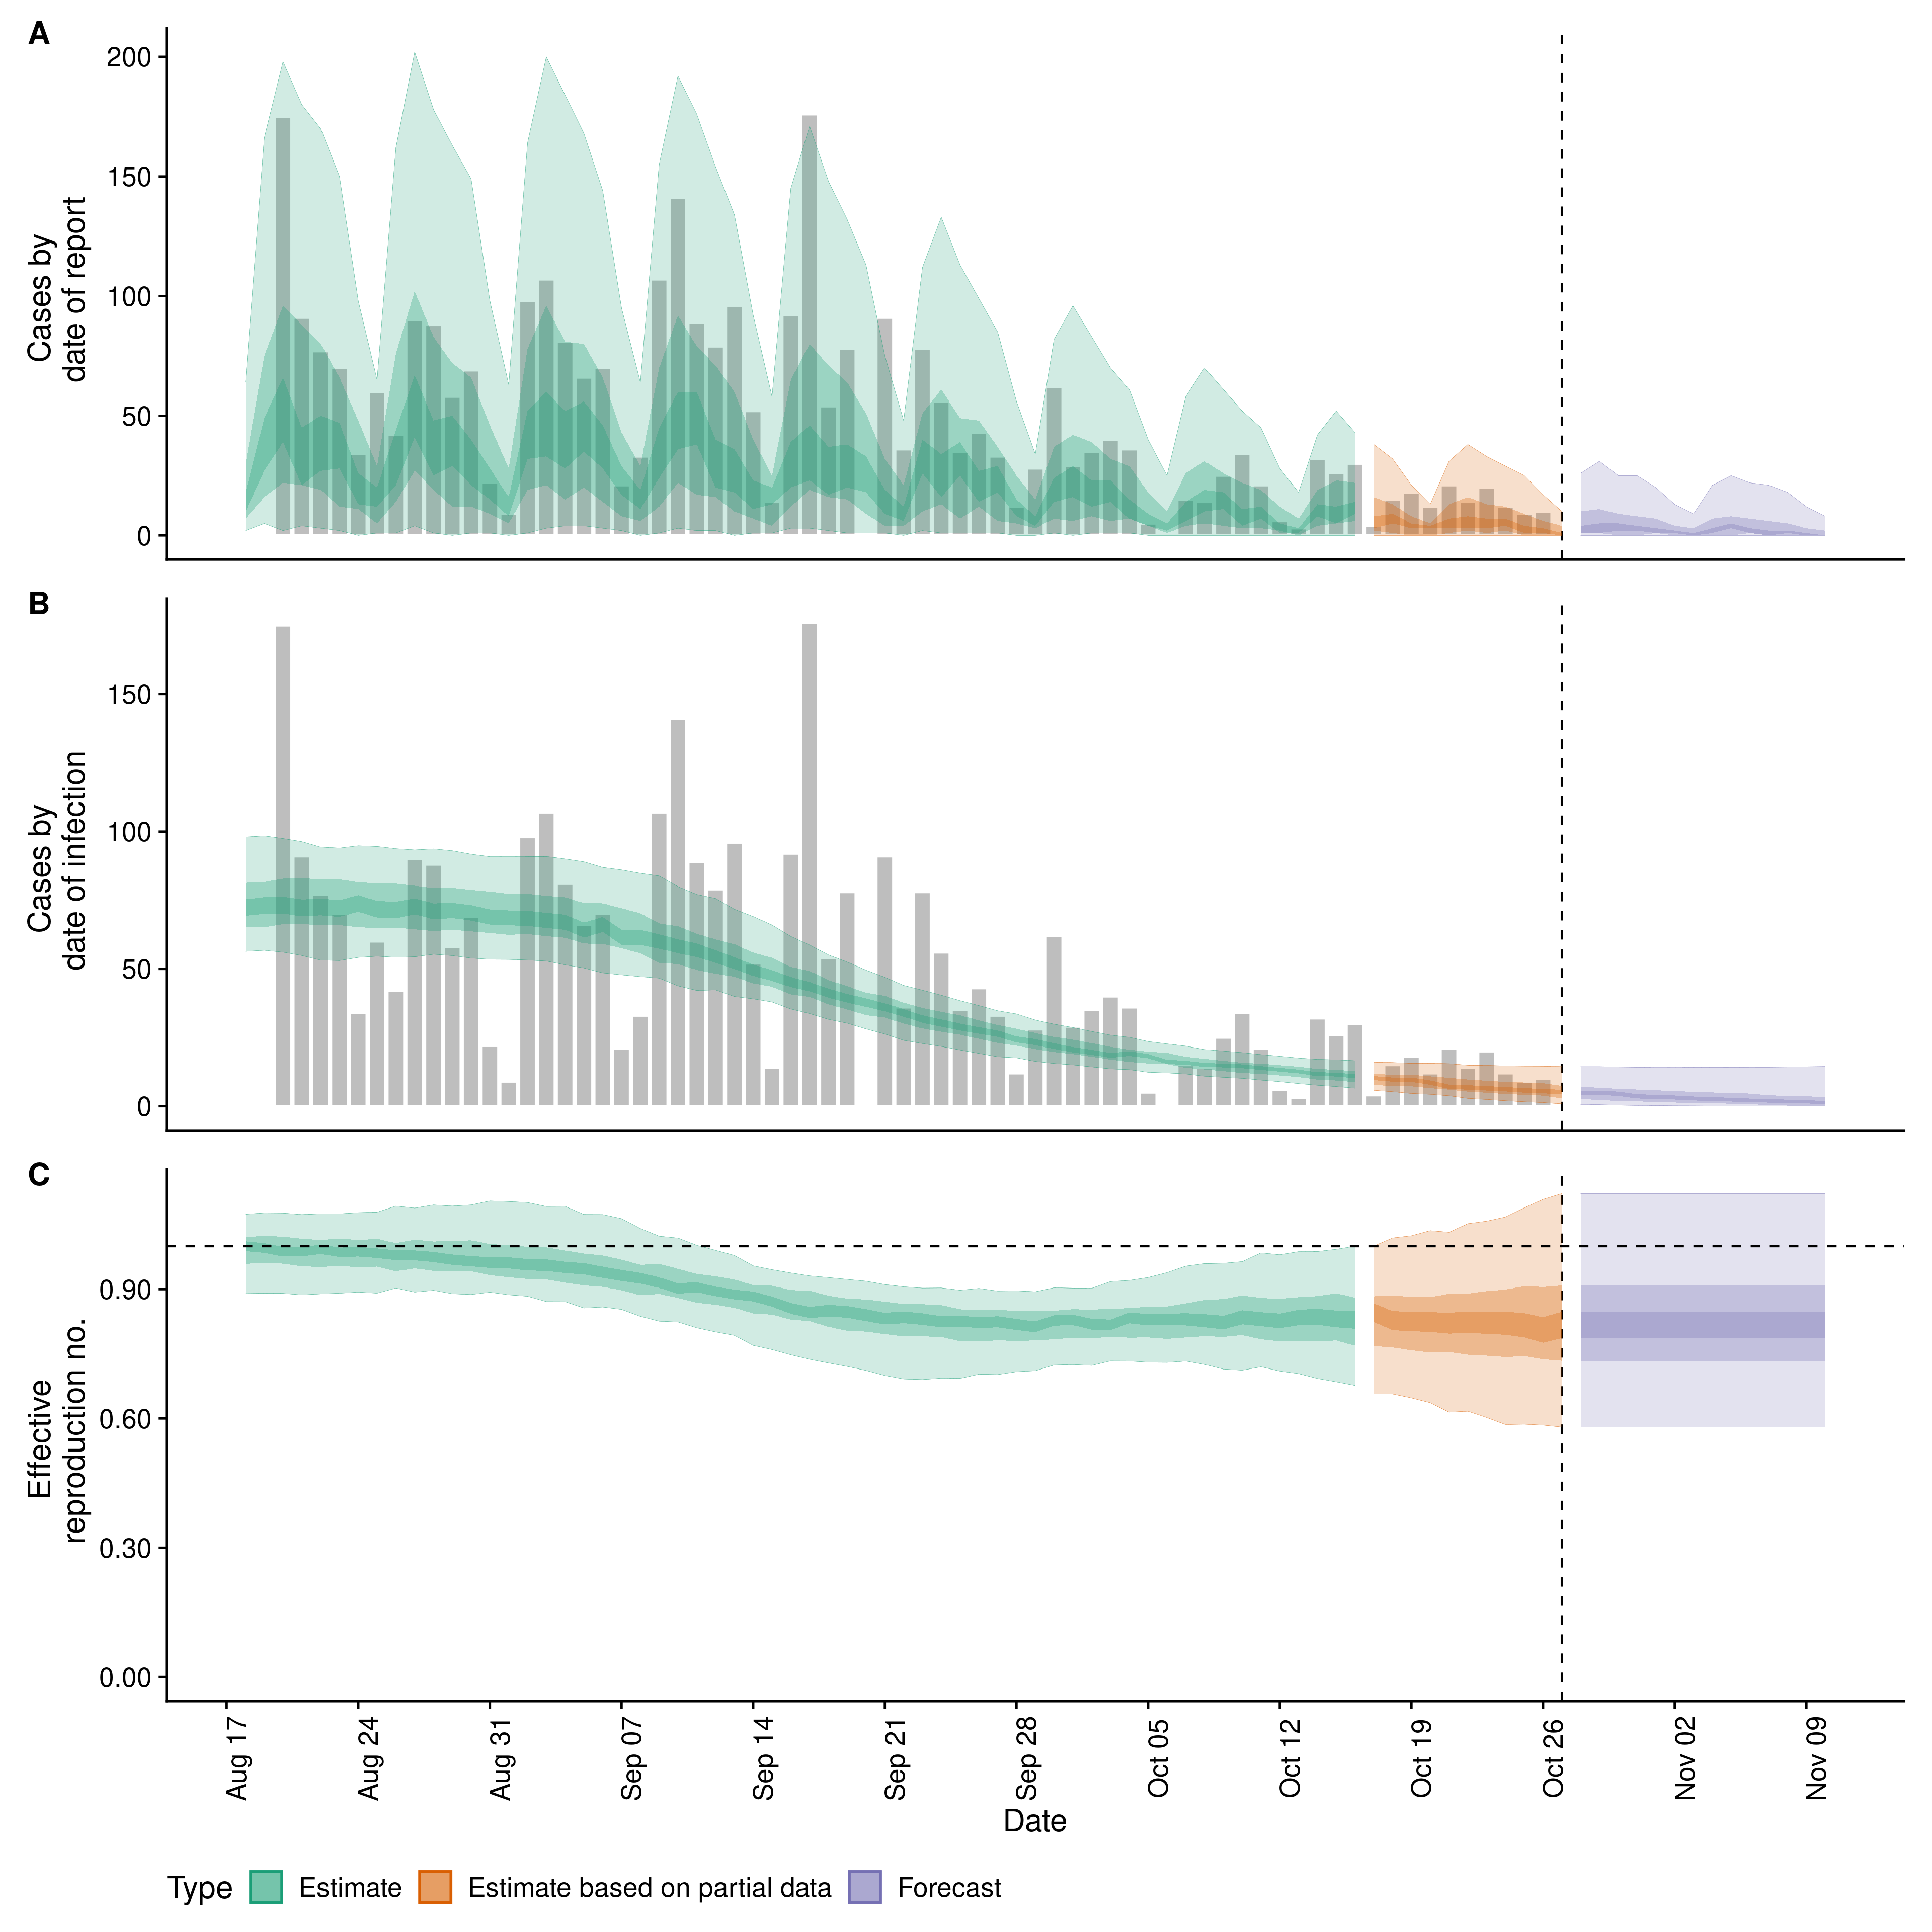 A
200
150
100
50
0
Cases by
date of report
B
150
100
50
0
Cases by
date of infection
C
0.90
0.60
0.30
0.00
Effective
reproduction no.
Aug 17
Aug 24
Aug 31
Sep 07
Sep 14
Sep 21
Sep 28
Oct 05
Oct 12
Oct 19
Oct 26
Nov 02
Nov 09
Date
Type Estimate Estimate based on partial data Forecast